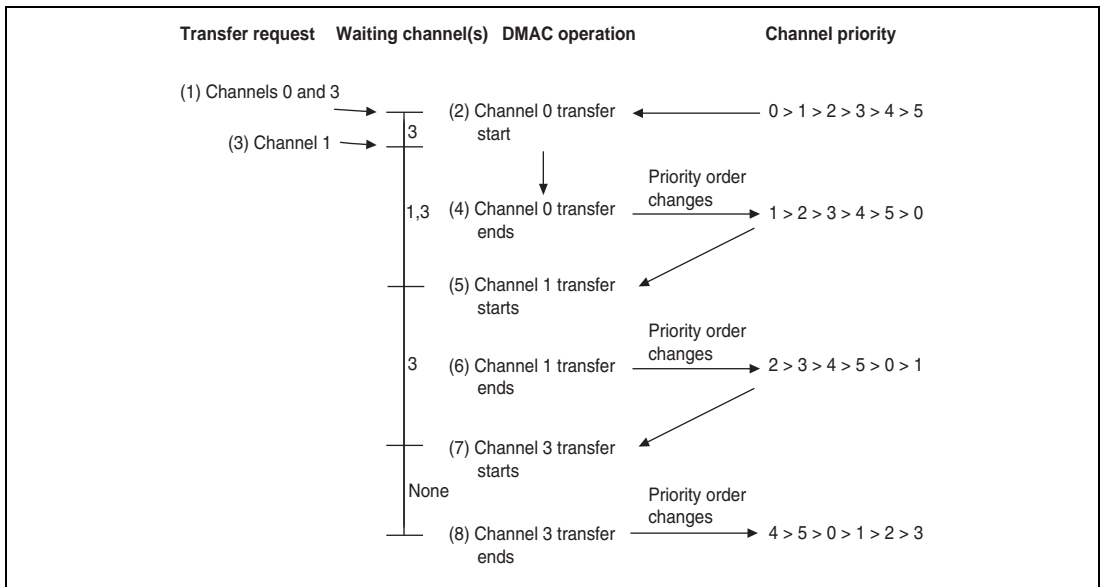 Transfer request Waiting channel(s) DMAC operation Channel priority
(1) Channels 0 and 3
(2) Channel 0 transfer
start
0 > 1 > 2 > 3 > 4 > 5
3
(3) Channel 1
Priority order
changes
1,3
(4) Channel 0 transfer
ends
1 > 2 > 3 > 4 > 5 > 0
(5) Channel 1 transfer
starts
Priority order
changes
3
(6) Channel 1 transfer
ends
2 > 3 > 4 > 5 > 0 > 1
(7) Channel 3 transfer
starts
None
Priority order
changes
(8) Channel 3 transfer
ends
4 > 5 > 0 > 1 > 2 > 3